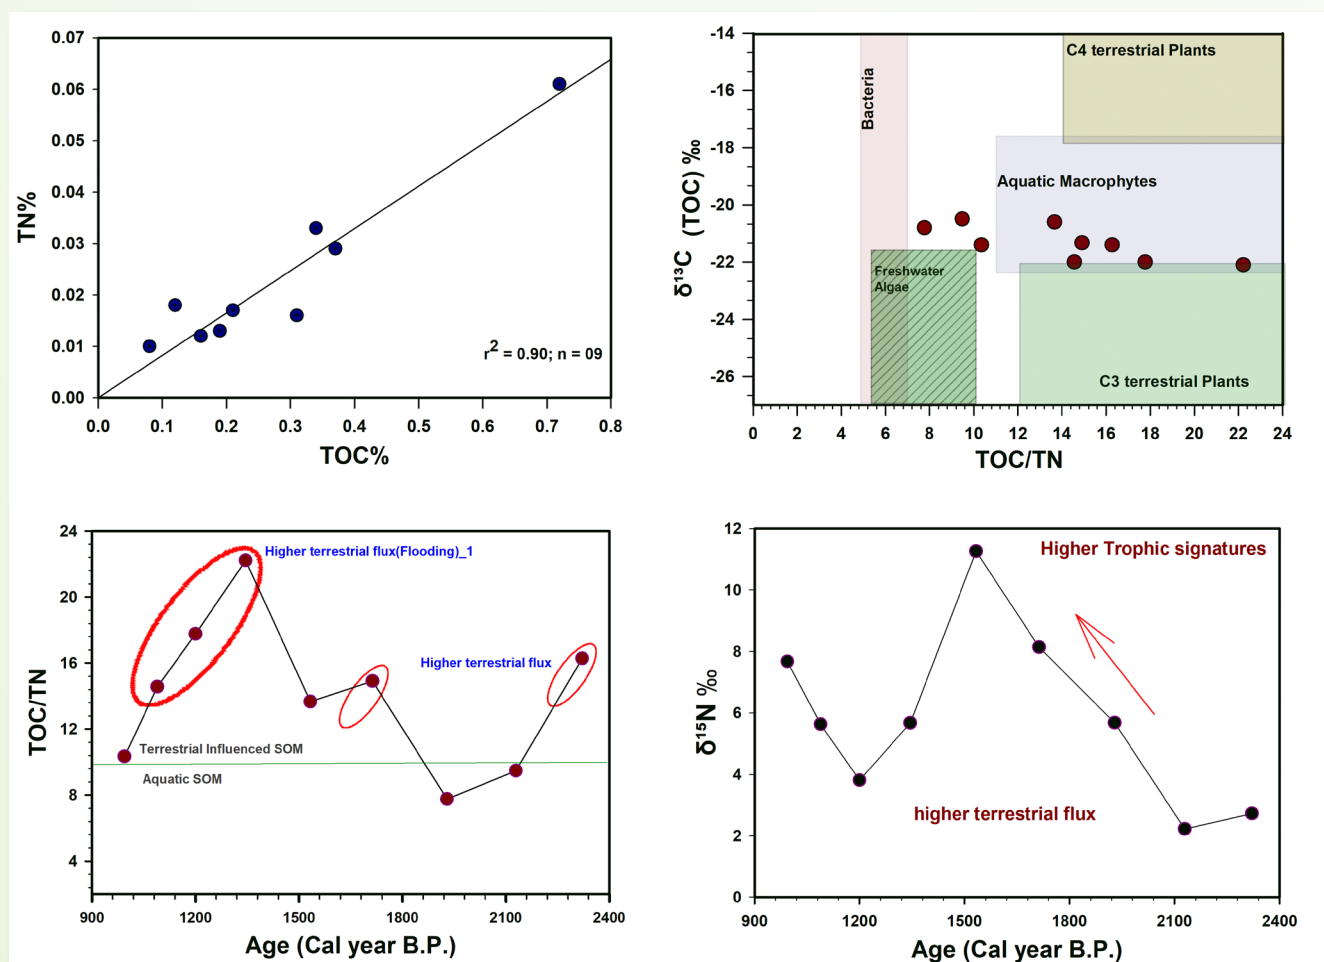 0.07
0.06
0.05
0.04
0.03
0.02
0.01
0.00
TN%
r2 = 0.90; n = 09
0.0 0.1 0.2 0.3 0.4 0.5 0.6 0.7 0.8
TOC%
-14
-16
-18
-20
-22
-24
-26
δ13C (TOC) ‰
Bacteria
C4 terrestrial Plants
Aquatic Macrophytes
Freshwater
Algae
C3 terrestrial Plants
0 2 4 6 8 10 12 14 16 18 20 22 24
TOC/TN
24
20
16
12
8
4
TOC/TN
Higher terrestrial flux(Flooding)_1
Higher terrestrial flux
Terrestrial Influenced SOM
Aquatic SOM
900 1200 1500 1800 2100 2400
Age (Cal year B.P.)
12
10
8
6
4
2
0
δ15N ‰
Higher Trophic signatures
higher terrestrial flux
900 1200 1500 1800 2100 2400
Age (Cal year B.P.)